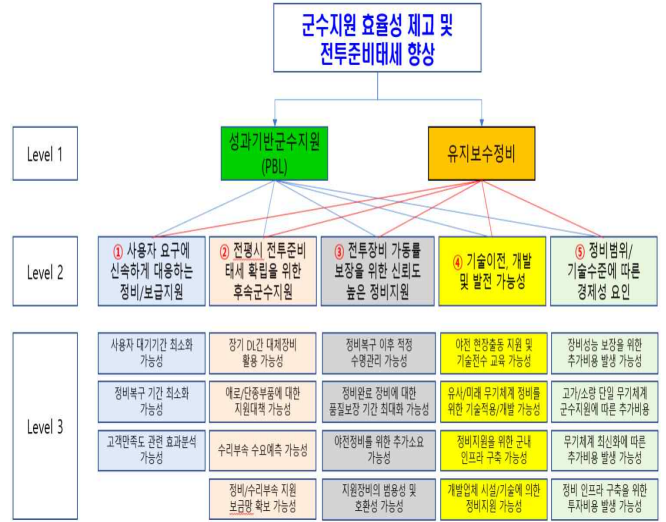 군수지원 효율성 제고 및
전투준비태세 향상
Level 1
성과기반군수지원
(PBL)
유지보수정비
Level 2
① 사용자 요구에
신속하게 대응하는
정비/보급지원
② 전평시 전투준비
태세 확립을 위한
후속군수지원
③ 전투장비 가동률
보장을 위한 신뢰도
높은 정비지원
④ 기술이전, 개발
및 발전 가능성
⑤ 정비범위/
기술수준에 따른
경제성 요인
Level 3
사용자 대기기간 최소화
가능성
정비복구 기간 최소화
가능성
고객만족도 관련 효과분석
가능성
장기 DL간 대체장비
활용 가능성
애로/단종부품에 대한
지원대책 가능성
수리부속 수요예측 가능성
정비/수리부속 지원
보금망 확보 가능성
정비복구 이후 적정
수명관리 가능성
정비완료 장비에 대한
품질보장 기간 최대화 가능성
야전정비를 위한 추가소요
가능성
지원장비의 범용성 및
호환성 가능성
야전 현장출동 지원 및
기술전수 교육 가능성
유사/미래 무기체계 정비를
위한 기술적용/개발 가능성
정비지원을 위한 군내
인프라 구축 가능성
개발업체 시설/기술에 의한
정비지원 가능성
장비성능 보장을 위한
추가비용 발생 가능성
고가/소량 단일 무기체계
군수지원에 따른 추가비용
무기체계 최신화에 따른
추가비용 발생 가능성
정비 인프라 구축을 위한
투자비용 발생 가능성